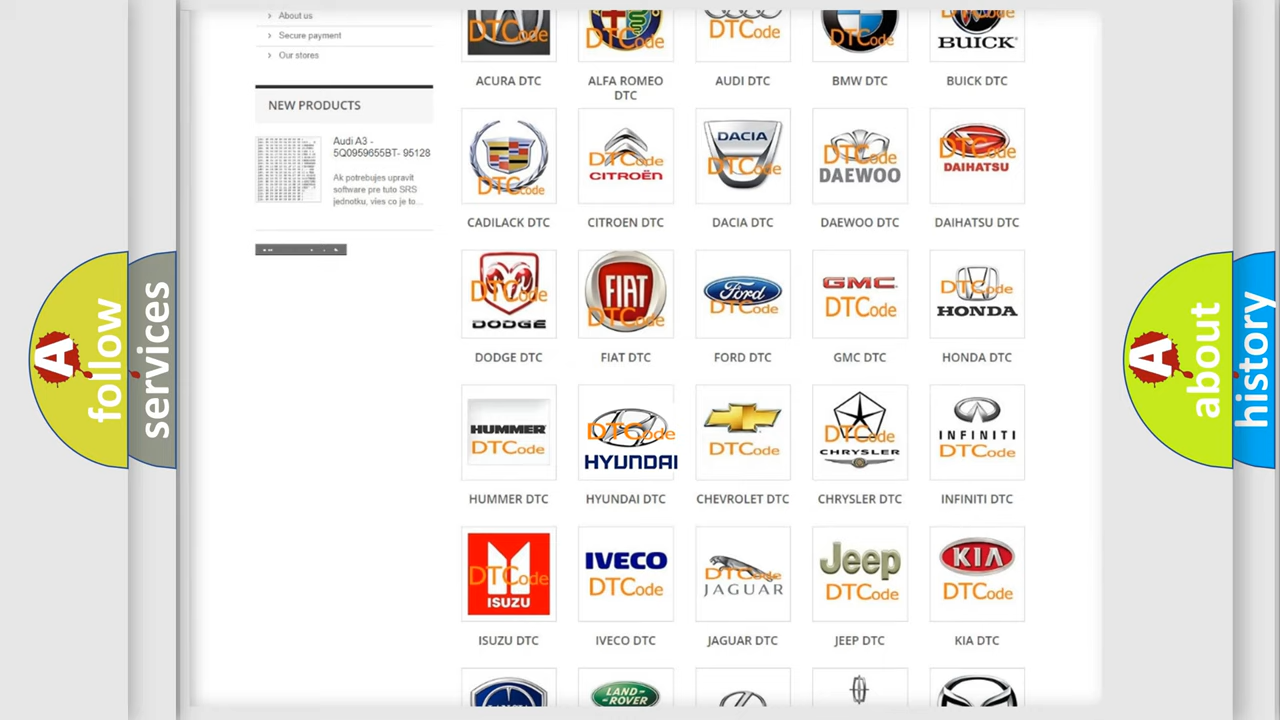 About us
Secure payment
Our stores
NEW PRODUCTS
Audi A3 -
5Q0959655BT- 95128
Ak potrebujes upravit
software pre tuto SRS
jednotku, vies co je to...
DTCode DTCode DTCode DTCode BUICK
ACURA DTC ALFA ROMEO DTC AUDI DTC BMW DTC BUICK DTC
DTCode DTCode CITROËN DACIA DTCode DTCode DAEWOO DTCode DAIHATSU
CADILACK DTC CITROEN DTC DACIA DTC DAEWOO DTC DAIHATSU DTC
DTCode DODGE FIAT DTCode Ford DTCode GMC DTCode DTCode HONDA
DODGE DTC FIAT DTC FORD DTC GMC DTC HONDA DTC
HUMMER DTCode DTCode HYUNDAI DTCode DTCode CHRYSLER INFINITI DTCode
HUMMER DTC HYUNDAI DTC CHEVROLET DTC CHRYSLER DTC INFINITI DTC
DTCode ISUZU IVECO DTCode DTCode JAGUAR Jeep DTCode KIA DTCode
ISUZU DTC IVECO DTC JAGUAR DTC JEEP DTC KIA DTC
LAND-ROVER
A follow
services
A about
history